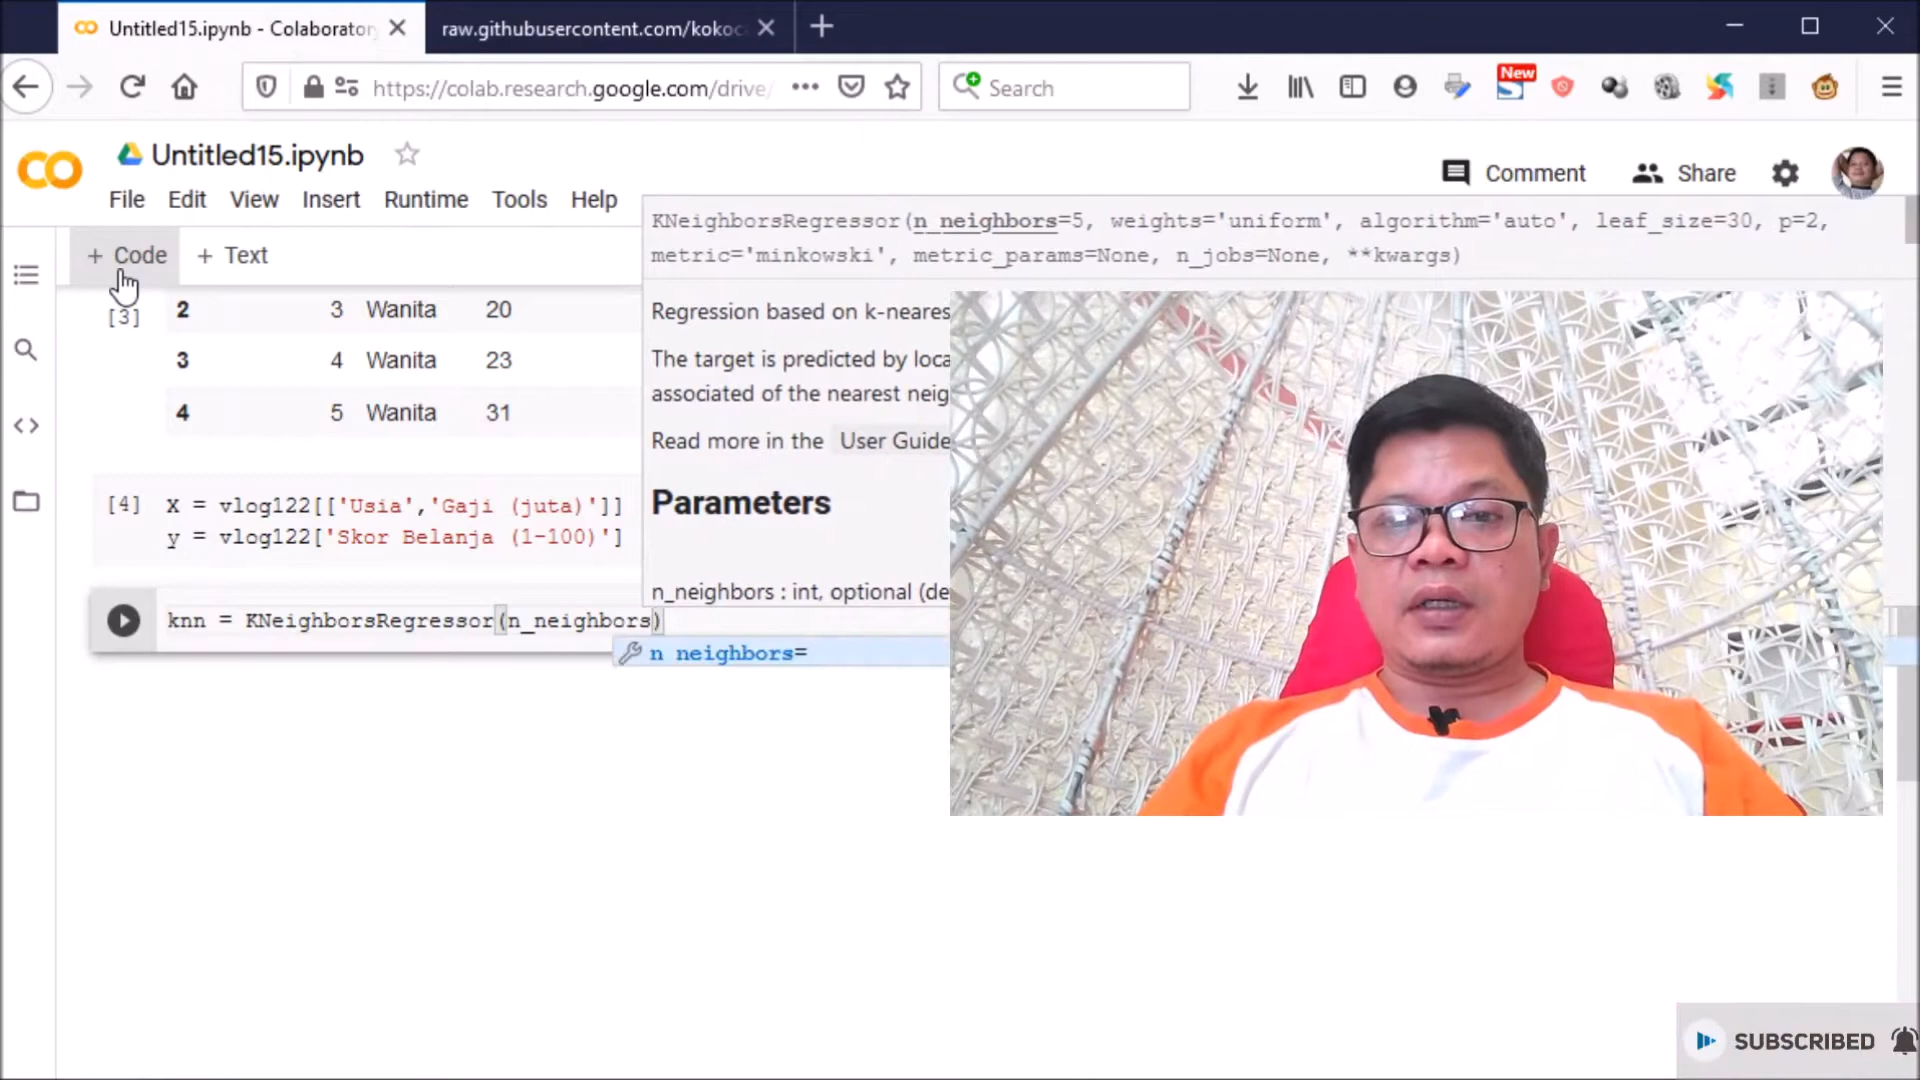 Untitled15.ipynb - Colaboratory
raw.githubusercontent.com/kokoc
https://colab.research.google.com/drive/
Search
New
Untitled15.ipynb
Comment
Share
File Edit View Insert Runtime Tools Help
+ Code + Text
KNeighborsRegressor(n_neighbors=5, weights='uniform', algorithm='auto', leaf_size=30, p=2,
metric='minkowski', metric_params=None, n_jobs=None, **kwargs)
[3]
2 3 Wanita 20
3 4 Wanita 23
4 5 Wanita 31
Regression based on k-neares
The target is predicted by loca
associated of the nearest neig
Read more in the User Guide
Parameters
n_neighbors : int, optional (de
[4] X = vlog122[['Usia','Gaji (juta)']]
y = vlog122['Skor Belanja (1-100)']
knn = KNeighborsRegressor(n_neighbors)
n_neighbors=
SUBSCRIBED